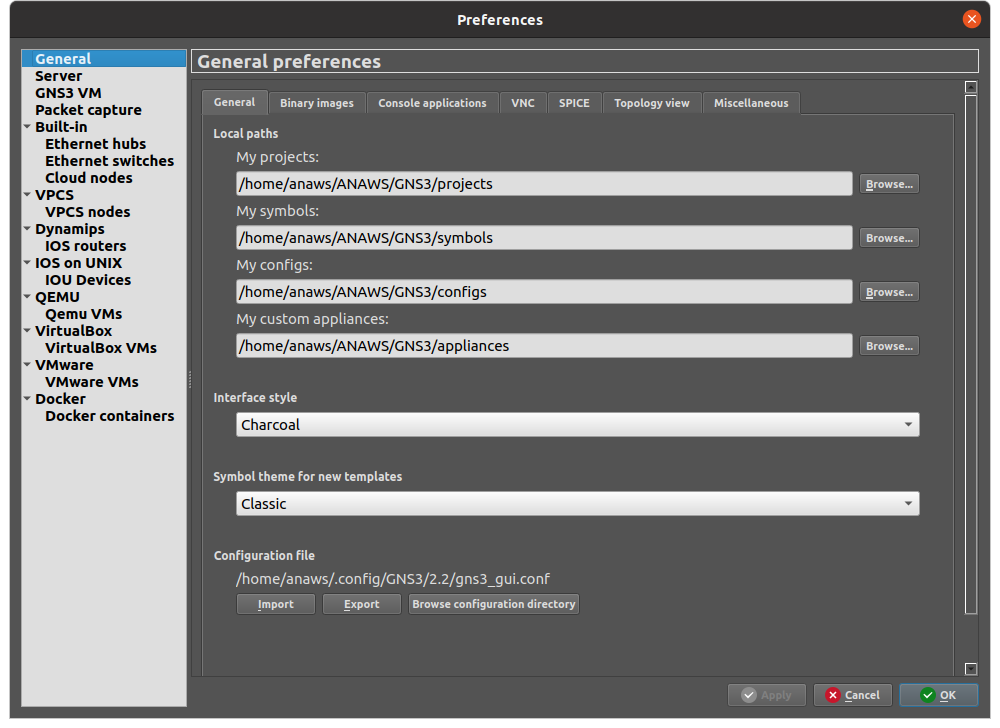 Preferences
General
Server
GNS3 VM
Packet capture
Built-in
Ethernet hubs
Ethernet switches
Cloud nodes
VPCS
VPCS nodes
Dynamips
IOS routers
IOS on UNIX
IOU Devices
QEMU
Qemu VMs
VirtualBox
VirtualBox VMs
VMware
VMware VMs
Docker
Docker containers
General preferences
General Binary images Console applications VNC SPICE Topology view Miscellaneous
Local paths
My projects:
/home/anaws/ANAWS/GNS3/projects Browse...
My symbols:
/home/anaws/ANAWS/GNS3/symbols Browse...
My configs:
/home/anaws/ANAWS/GNS3/configs Browse...
My custom appliances:
/home/anaws/ANAWS/GNS3/appliances Browse...
Interface style
Charcoal
Symbol theme for new templates
Classic
Configuration file
/home/anaws/.config/GNS3/2.2/gns3_gui.conf
Import Export Browse configuration directory
Apply Cancel OK